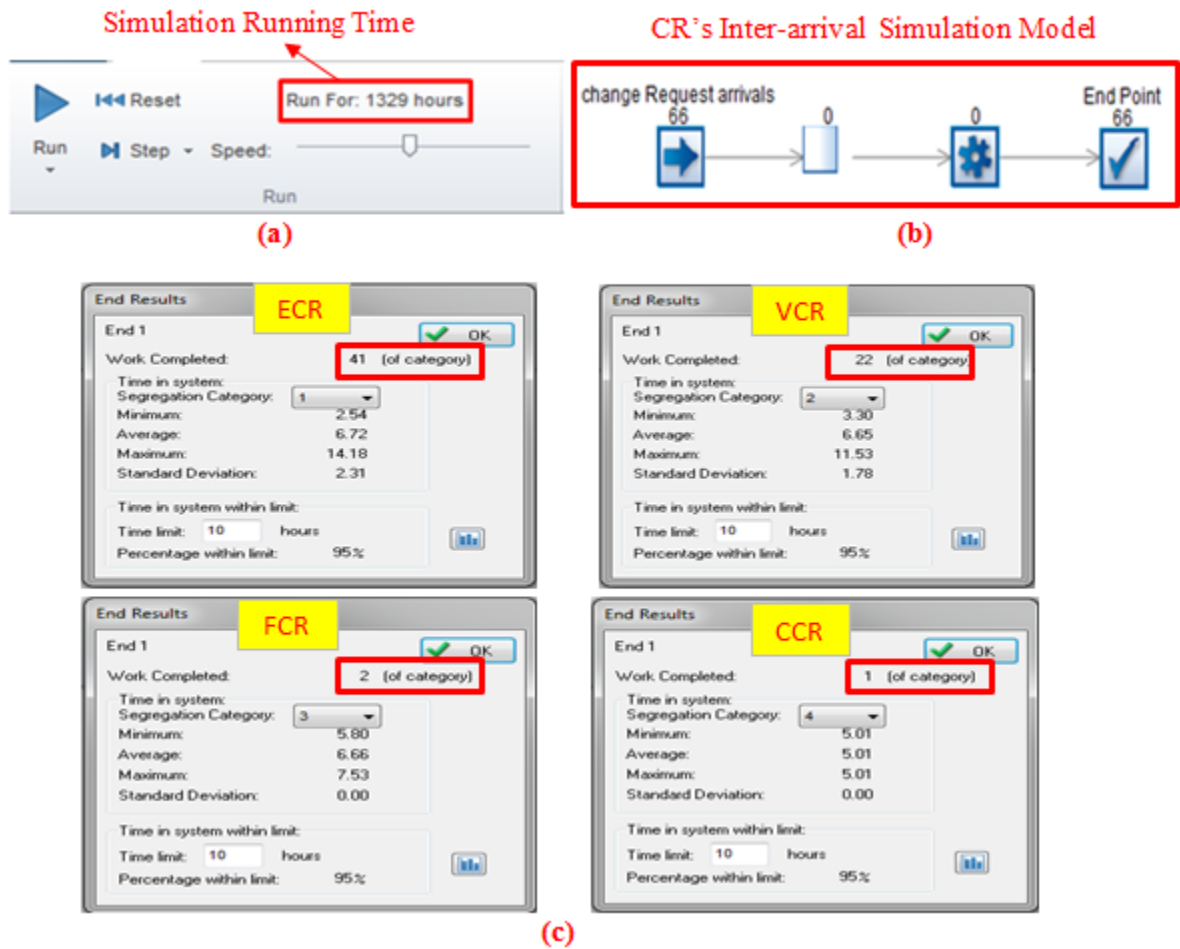 Simulation Running Time
CR's Inter-arrival Simulation Model
Reset
Run For: 1329 hours
Run
Step
Speed:
Run
(a)
change Request arrivals
66
0
0
End Point
66
(b)
End Results
ECR
End 1
OK
Work Completed:
41 (of category)
Time in system:
Segregation Category:
1
Minimum:
2.54
Average:
6.72
Maximum:
14.18
Standard Deviation:
2.31
Time in system within limit:
Time limit: 10 hours
Percentage within limit: 95%
End Results
VCR
End 1
OK
Work Completed:
22 (of category)
Time in system:
Segregation Category:
2
Minimum:
3.30
Average:
6.65
Maximum:
11.53
Standard Deviation:
1.78
Time in system within limit:
Time limit: 10 hours
Percentage within limit: 95%
End Results
FCR
End 1
OK
Work Completed:
2 (of category)
Time in system:
Segregation Category:
3
Minimum:
5.80
Average:
6.66
Maximum:
7.53
Standard Deviation:
0.00
Time in system within limit:
Time limit: 10 hours
Percentage within limit: 95%
End Results
CCR
End 1
OK
Work Completed:
1 (of category)
Time in system:
Segregation Category:
4
Minimum:
5.01
Average:
5.01
Maximum:
5.01
Standard Deviation:
0.00
Time in system within limit:
Time limit: 10 hours
Percentage within limit: 95%
(c)